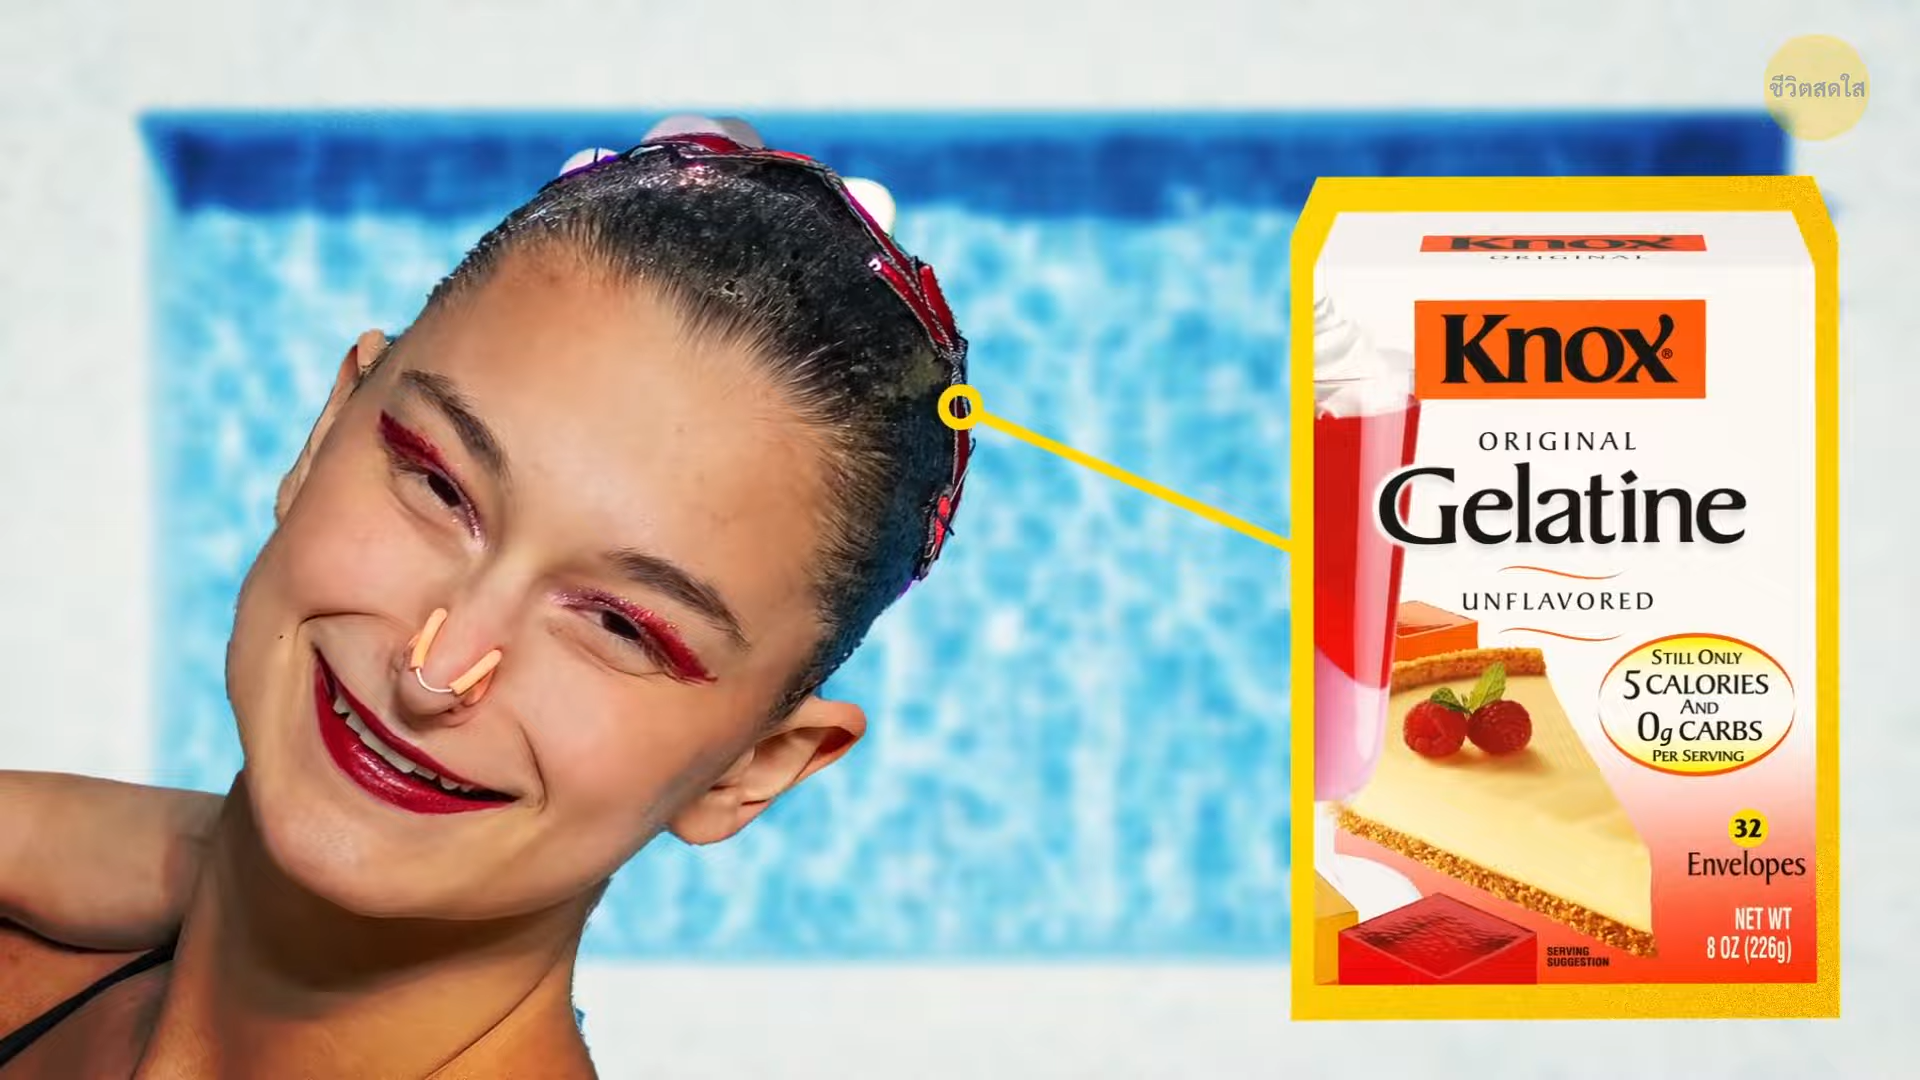 ชีวิตสดใส
Knox
ORIGINAL
Knox®
ORIGINAL
Gelatine
UNFLAVORED
STILL ONLY
5 CALORIES
AND
0g CARBS
PER SERVING
32
Envelopes
NET WT
8 OZ (226g)
SERVING
SUGGESTION